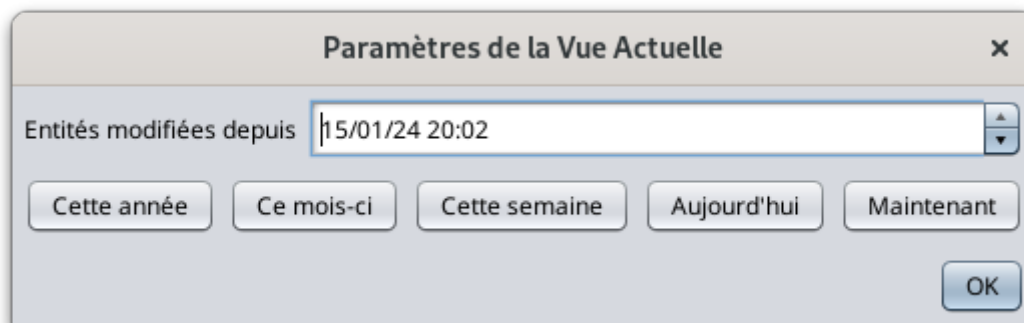 Paramètres de la Vue Actuelle
Entités modifiées depuis 15/01/24 20:02
Cette année Ce mois-ci Cette semaine Aujourd'hui Maintenant
OK